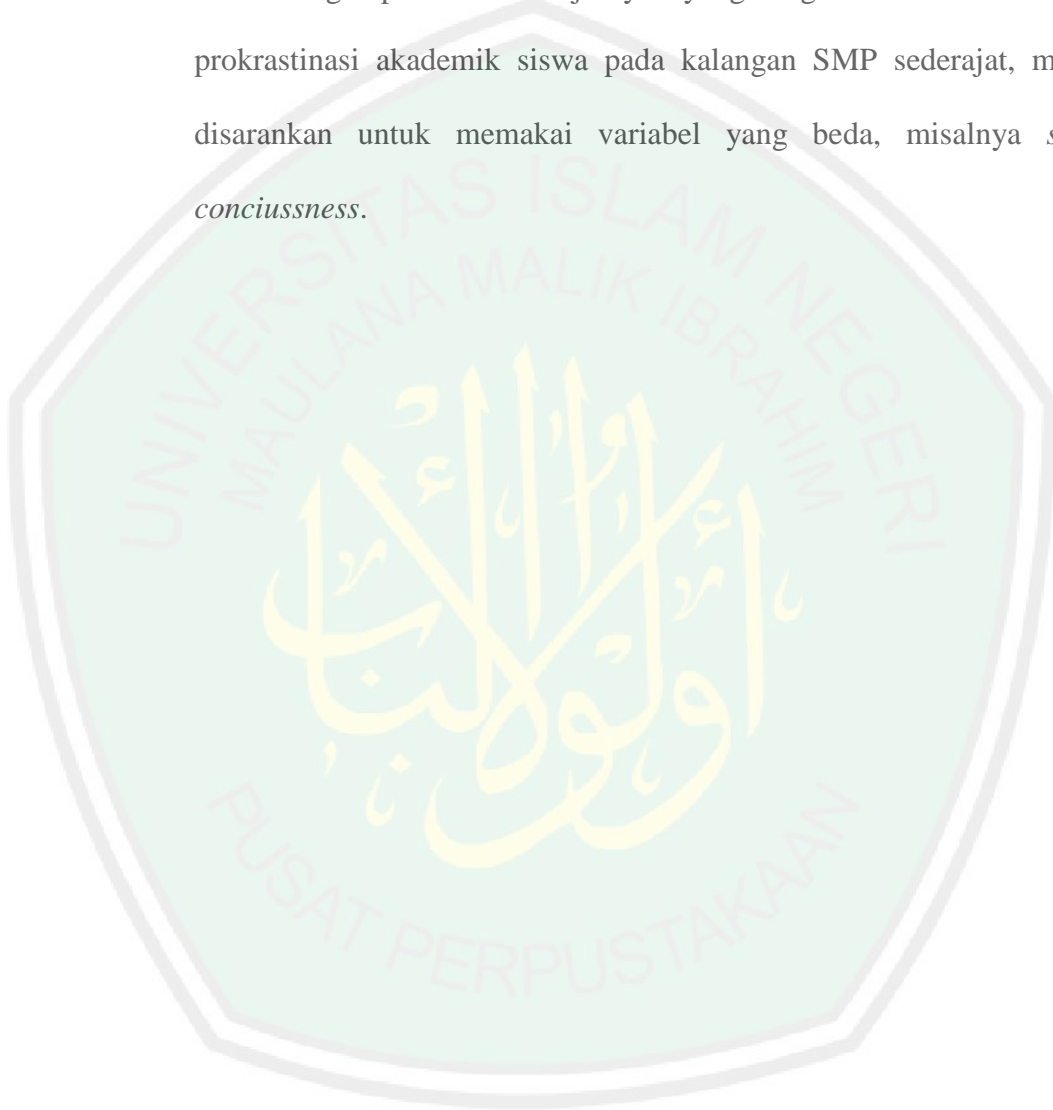 prokrastinasi akademik siswa pada kalangan SMP sederajat,
disarankan untuk memakai variabel yang beda, misalnya
conciussness.
UNIVERSITAS ISLAM NEGERI
MAULANA MALIK IBRAHIM
أولوا الألباب
PUSAT PERPUSTAKAAN